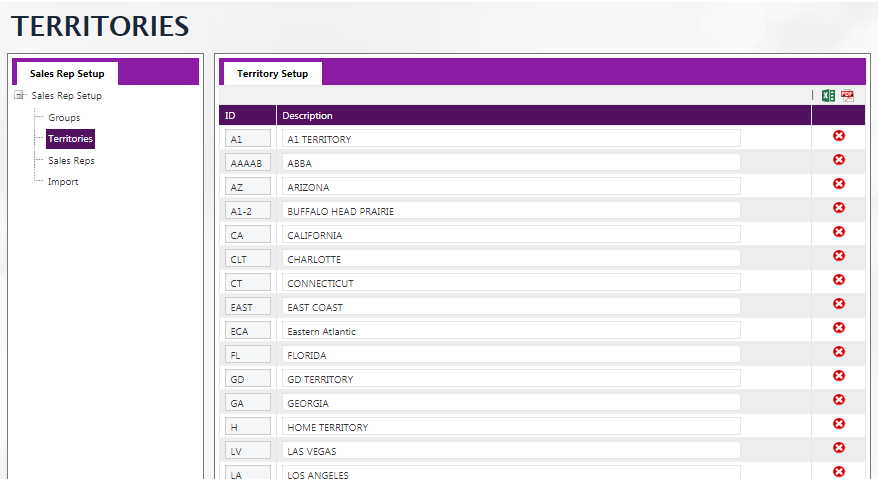 TERRITORIES
Sales Rep Setup
Sales Rep Setup
Groups
Territories
Sales Reps
Import
Territory Setup
ID Description
A1 A1 TERRITORY
AAAAB ABBA
AZ ARIZONA
A1-2 BUFFALO HEAD PRAIRIE
CA CALIFORNIA
CLT CHARLOTTE
CT CONNECTICUT
EAST EAST COAST
ECA Eastern Atlantic
FL FLORIDA
GD GD TERRITORY
GA GEORGIA
H HOME TERRITORY
LV LAS VEGAS
LA LOS ANGELES